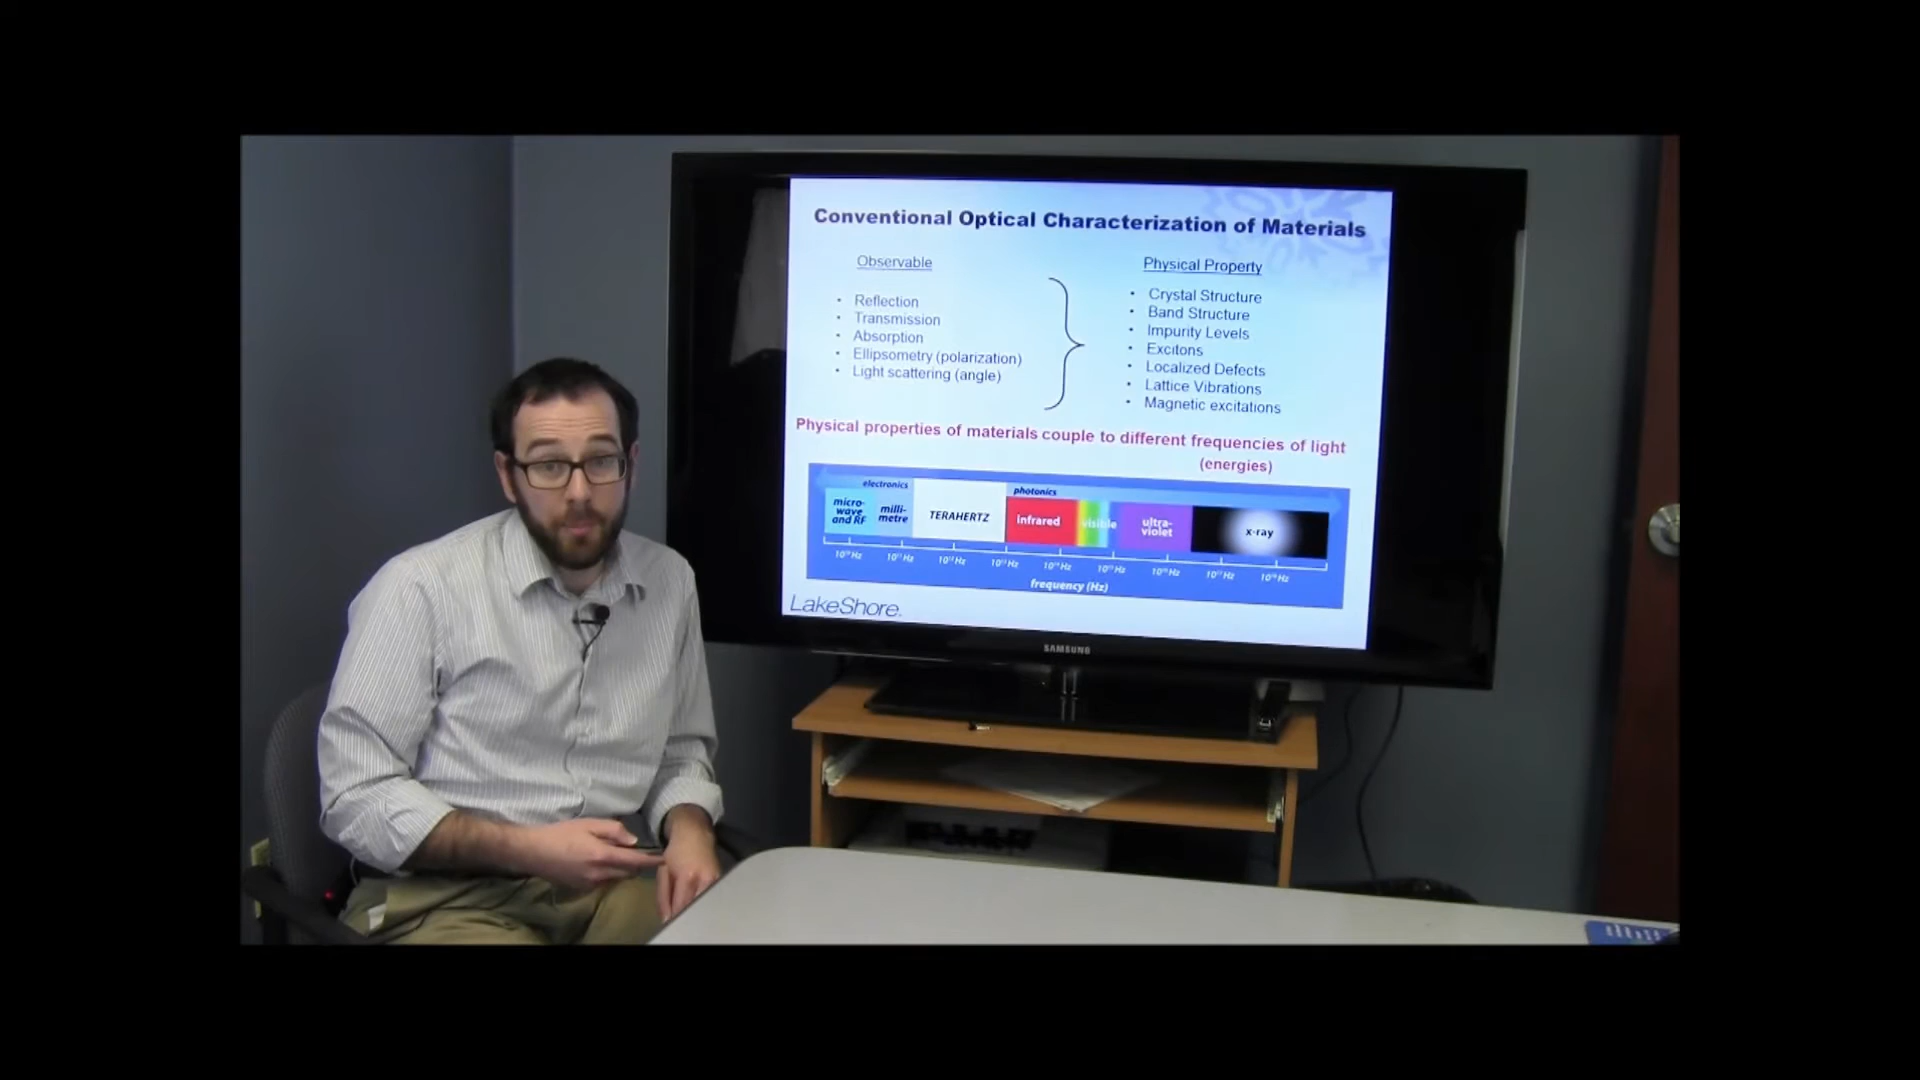 Conventional Optical Characterization of Materials
Observable
• Reflection
• Transmission
• Absorption
• Ellipsometry (polarization)
• Light scattering (angle)
Physical Property
• Crystal Structure
• Band Structure
• Impurity Levels
• Excitons
• Localized Defects
• Lattice Vibrations
• Magnetic excitations
Physical properties of materials couple to different frequencies of light
(energies)
electronics
photonics
micro-
wave
and RF
milli-
metre
TERAHERTZ
infrared
visible
ultra-
violet
x-ray
frequency (Hz)
LakeShore
SAMSUNG